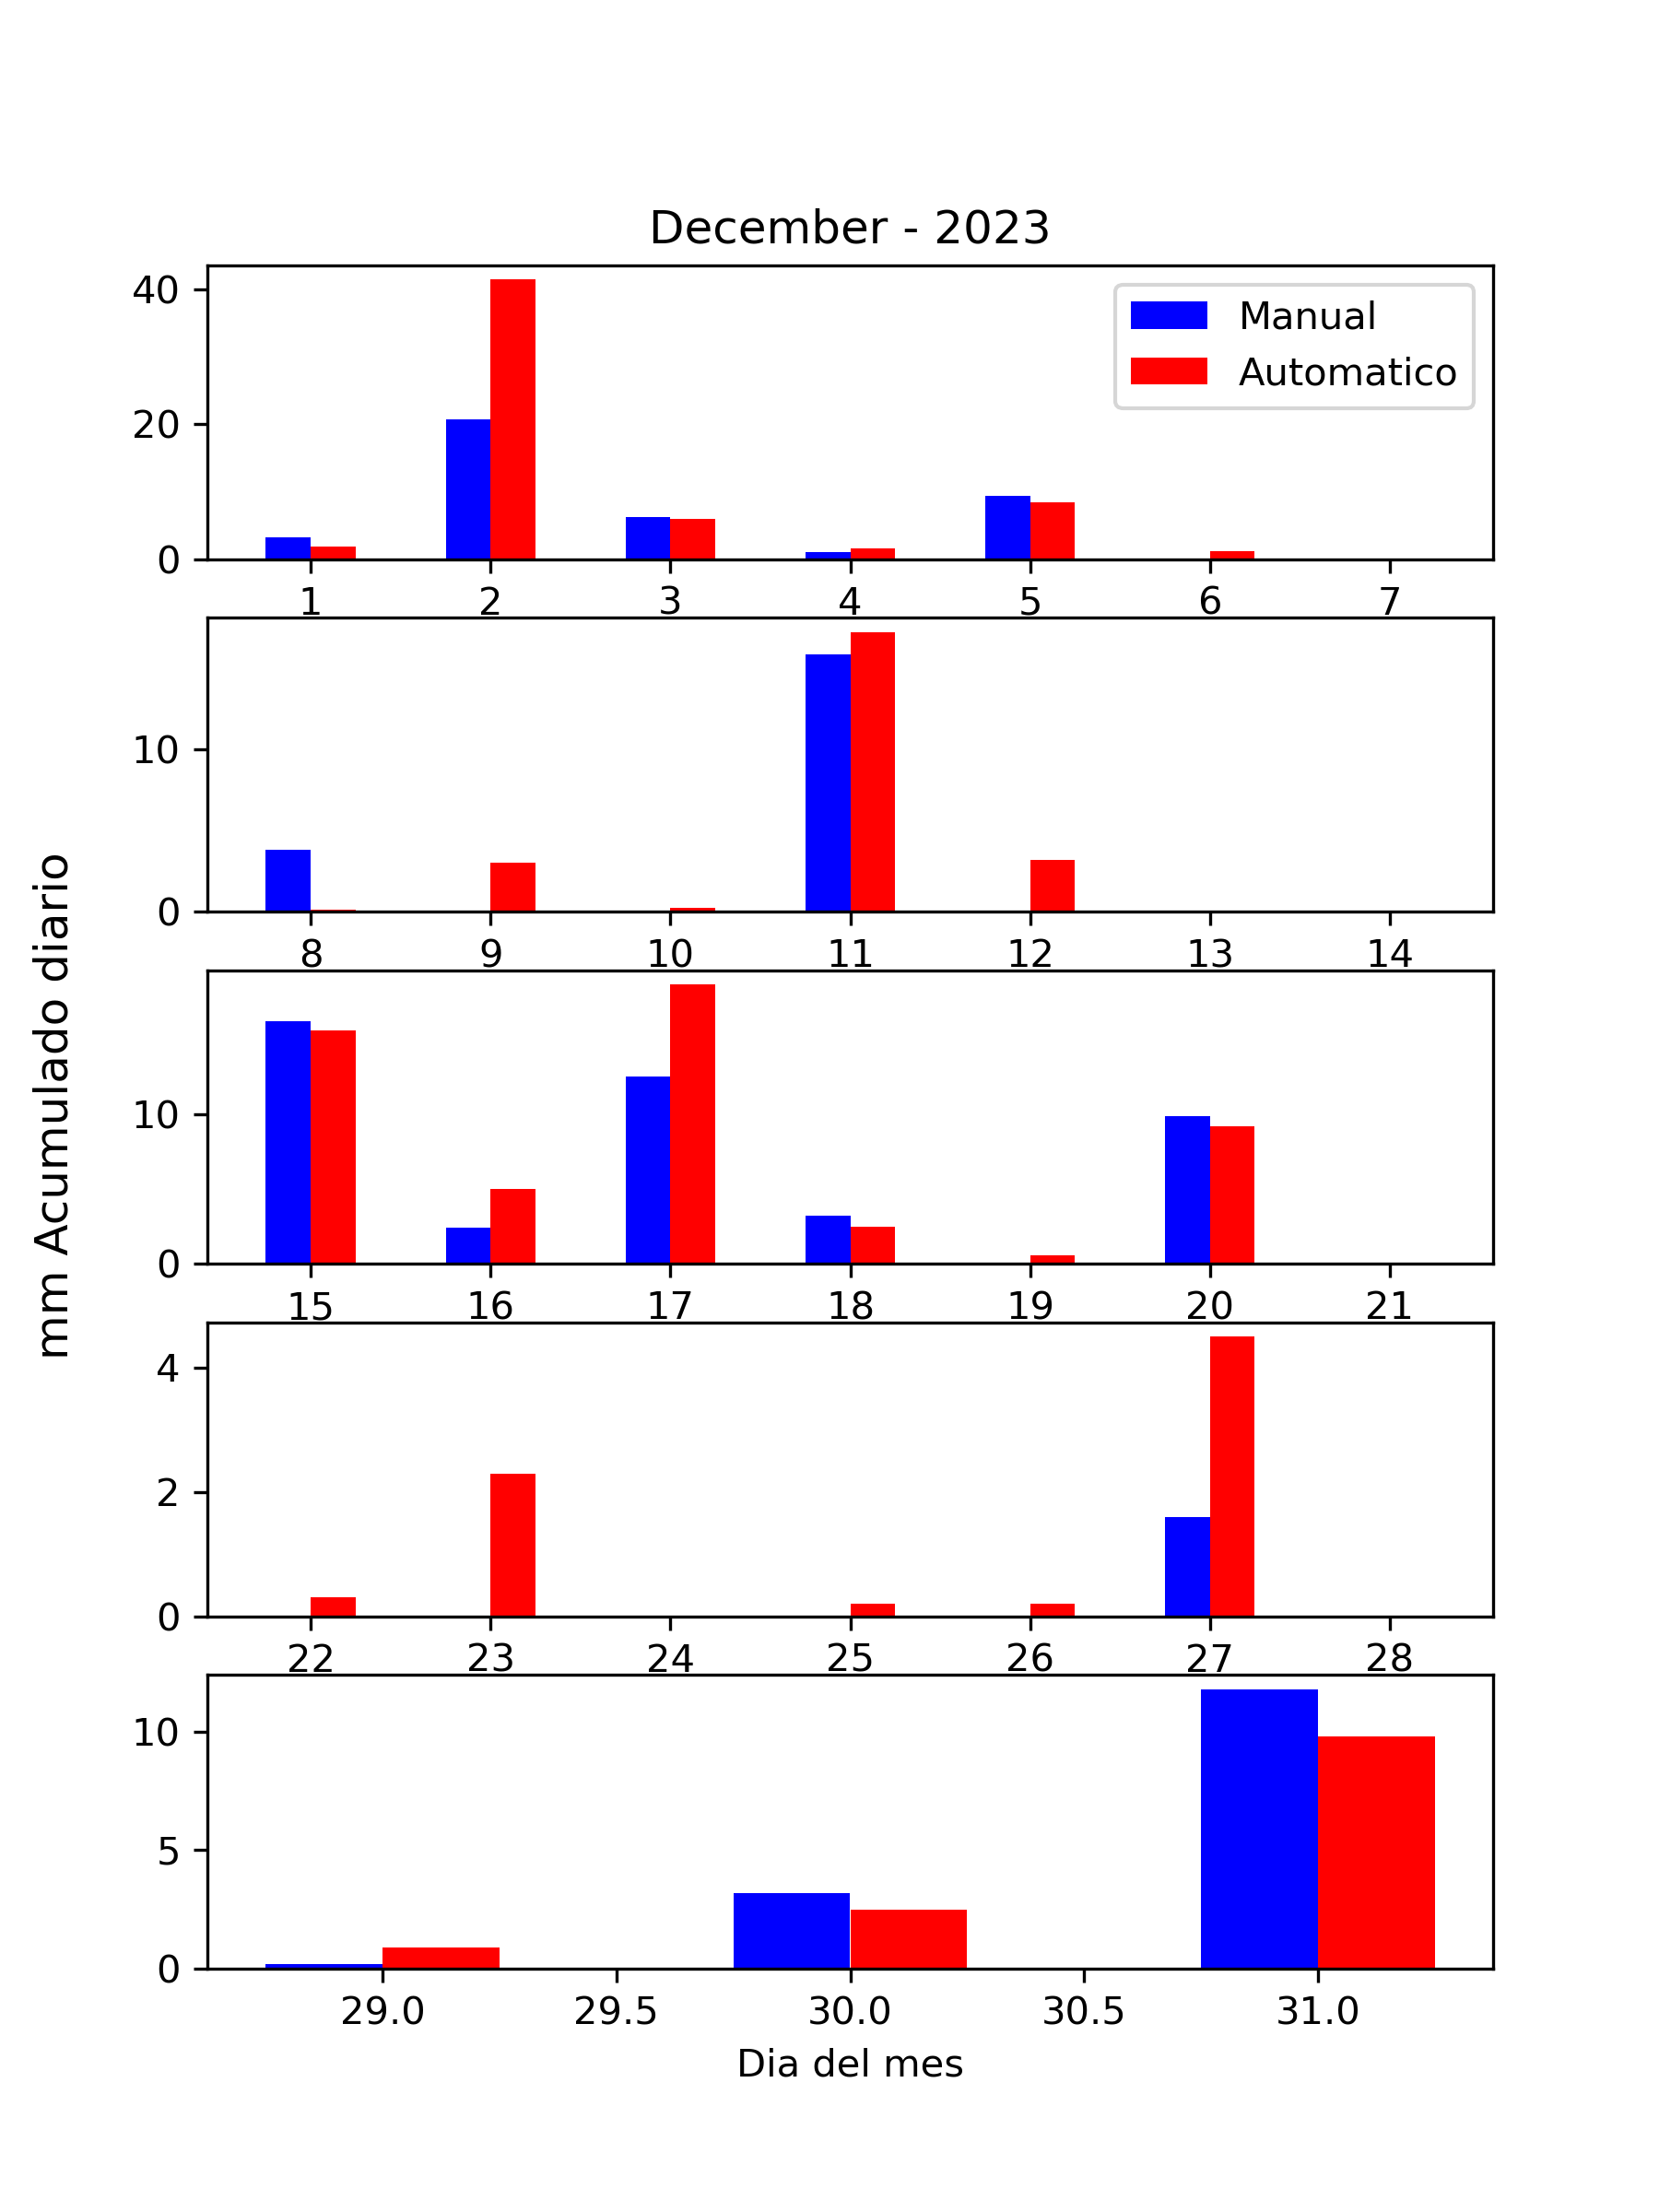 December - 2023
40
20
0
Manual
Automatico
1 2 3 4 5 6 7
10
0
8 9 10 11 12 13 14
mm Acumulado diario
10
0
15 16 17 18 19 20 21
4
2
0
22 23 24 25 26 27 28
10
5
0
29.0 29.5 30.0 30.5 31.0
Dia del mes